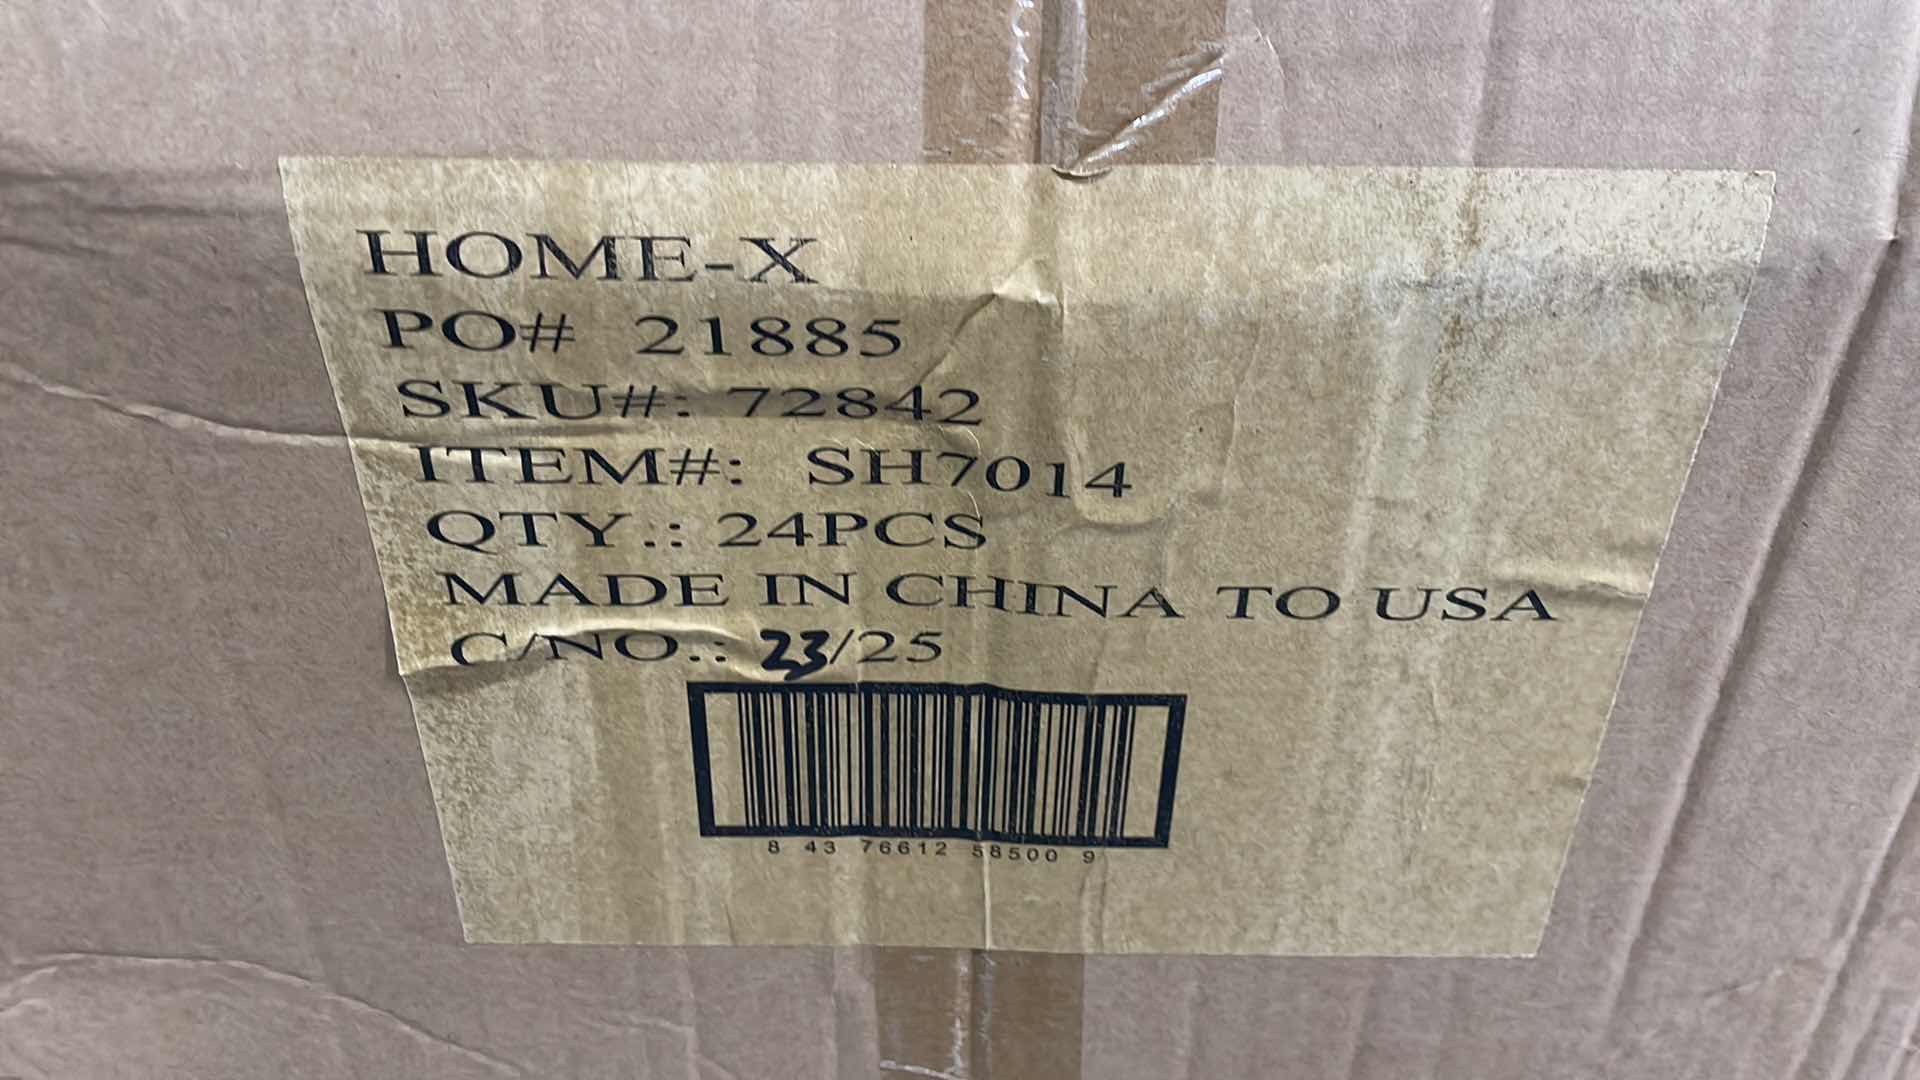 HOME-X
PO# 21885
SKU#: 72842
ITEM#: SH7014
QTY.: 24PCS
MADE IN CHINA TO USA
C/NO.: 23/25
8 43 76612 58500 9